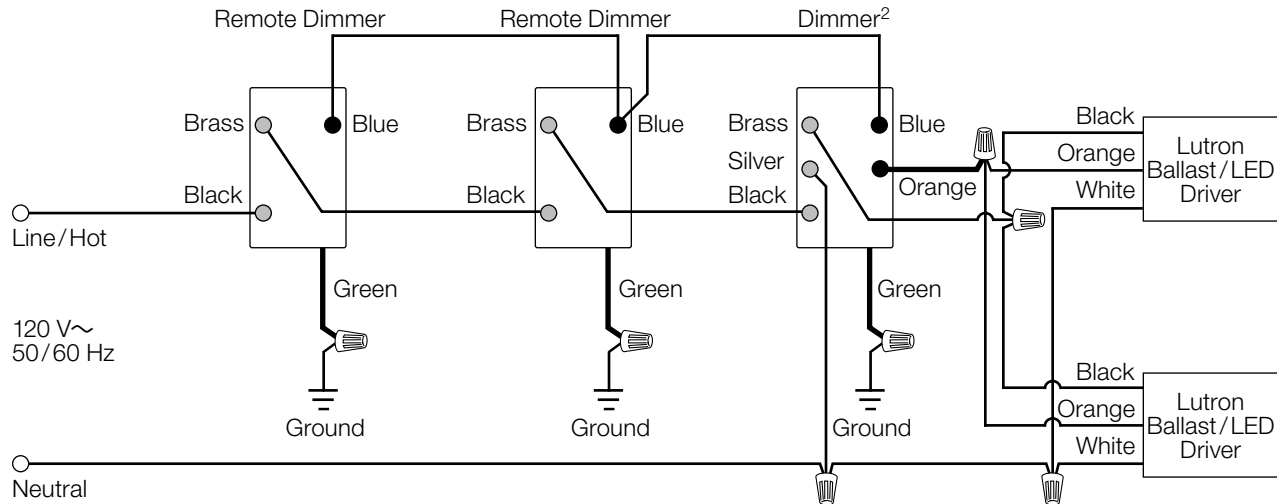 Remote Dimmer
Remote Dimmer
Dimmer²
Brass
Blue
Brass
Blue
Brass
Blue
Silver
Orange
Black
Black
Black
Black
Orange
White
Lutron
Ballast/LED
Driver
Line/Hot
Green
Green
Green
120 V~
50/60 Hz
Ground
Ground
Ground
Black
Orange
White
Lutron
Ballast/LED
Driver
Neutral